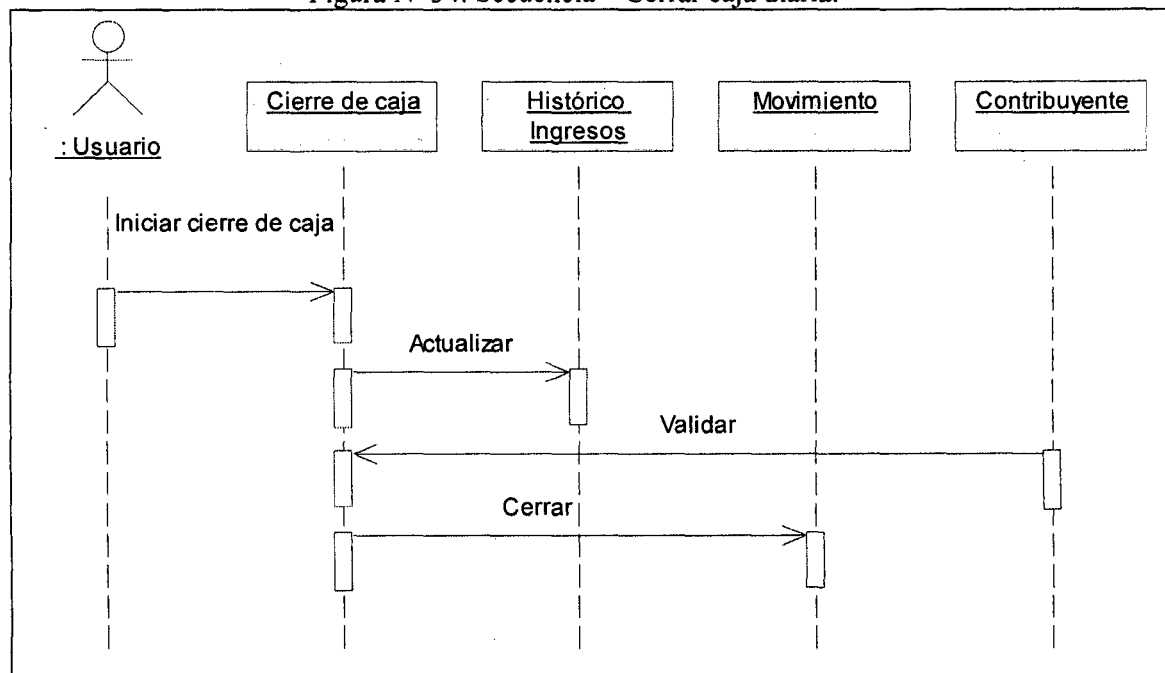 : Usuario
Cierre de caja
Histórico
Ingresos
Movimiento
Contribuyente
Iniciar cierre de caja
Actualizar
Validar
Cerrar